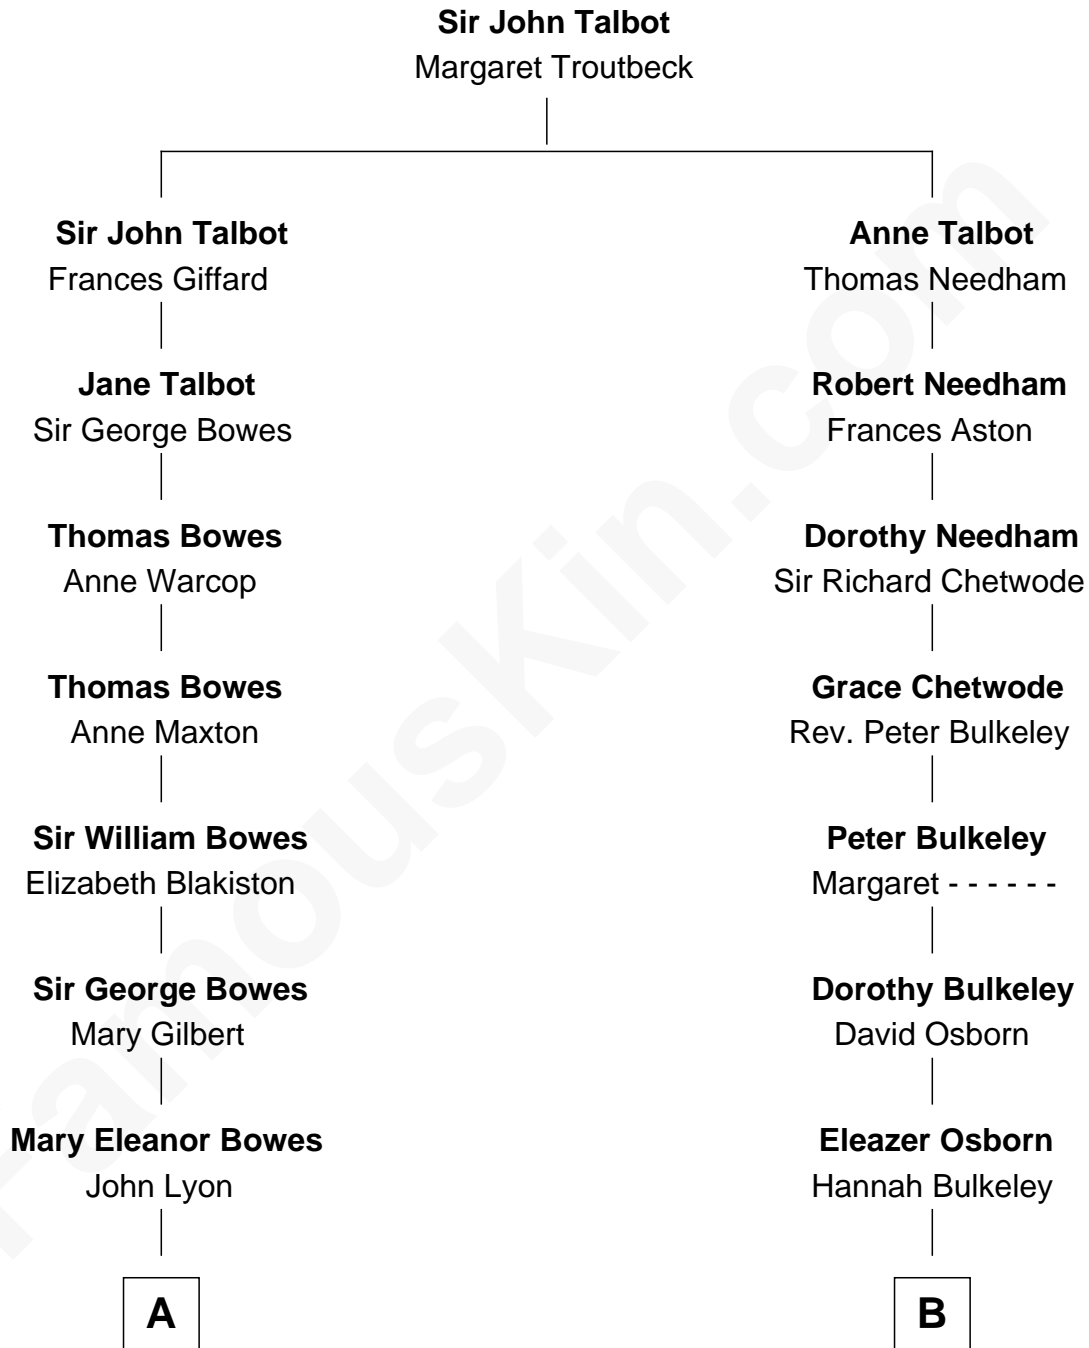 Sir John Talbot
Margaret Troutbeck
Sir John Talbot
Frances Giffard
Jane Talbot
Sir George Bowes
Thomas Bowes
Anne Warcop
Thomas Bowes
Anne Maxton
Sir William Bowes
Elizabeth Blakiston
Sir George Bowes
Mary Gilbert
Mary Eleanor Bowes
John Lyon
A
Anne Talbot
Thomas Needham
Robert Needham
Frances Aston
Dorothy Needham
Sir Richard Chetwode
Grace Chetwode
Rev. Peter Bulkeley
Peter Bulkeley
Margaret - - - - - -
Dorothy Bulkeley
David Osborn
Eleazer Osborn
Hannah Bulkeley
B
FamousKin.com